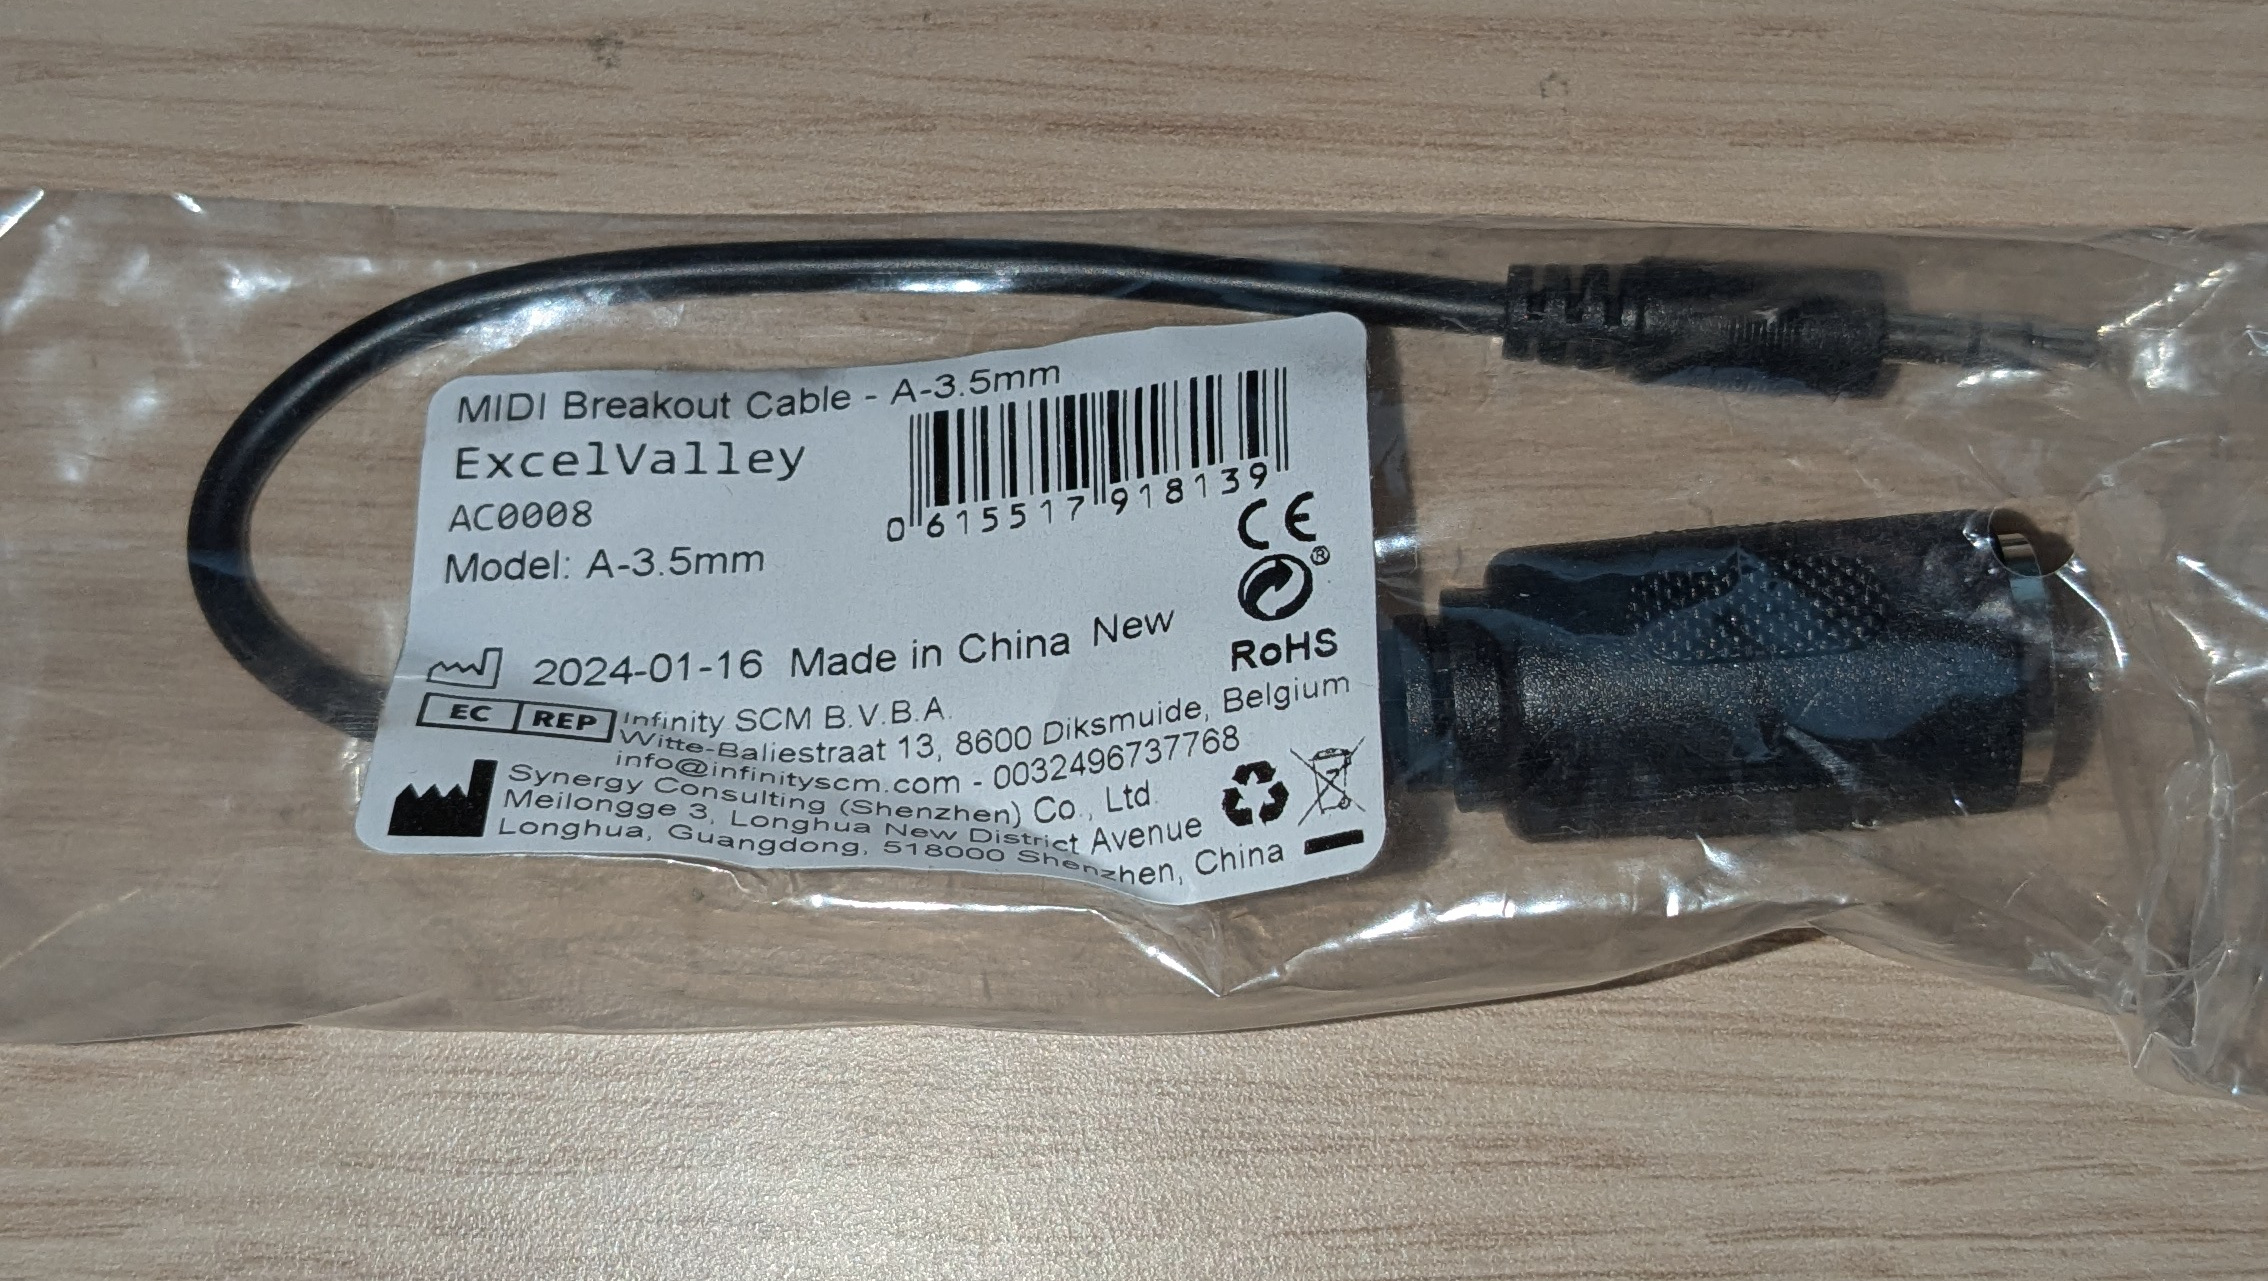 MIDI Breakout Cable - A-3.5mm
ExcelValley
AC0008
Model: A-3.5mm
0 615517 918139
CE
®
RoHS
2024-01-16 Made in China New
EC REP
Infinity SCM B.V.B.A.
Witte-Baliestraat 13, 8600 Diksmuide, Belgium
info@infinityscm.com - 0032496737768
Synergy Consulting (Shenzhen) Co., Ltd.
Meilongge 3, Longhua New District Avenue
Longhua, Guangdong, 518000 Shenzhen, China